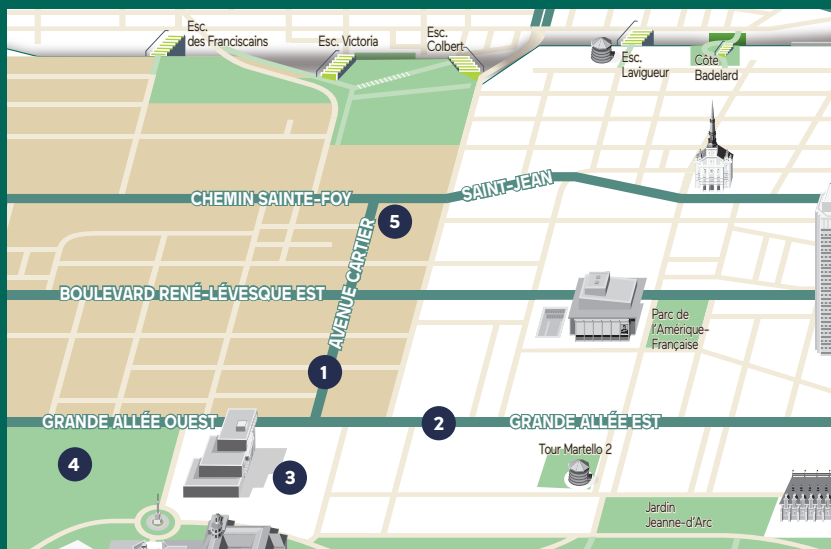 Esc.
des Franciscains
Esc. Victoria
Esc.
Colbert
Esc.
Lavigueur
Côte
Badelard
CHEMIN SAINTE-FOY
SAINT-JEAN
5
AVENUE CARTIER
BOULEVARD RENÉ-LÉVESQUE EST
Parc de
l'Amérique-
Française
1
GRANDE ALLÉE OUEST
2
GRANDE ALLÉE EST
Tour Martello 2
4
3
Jardin
Jeanne-d'Arc